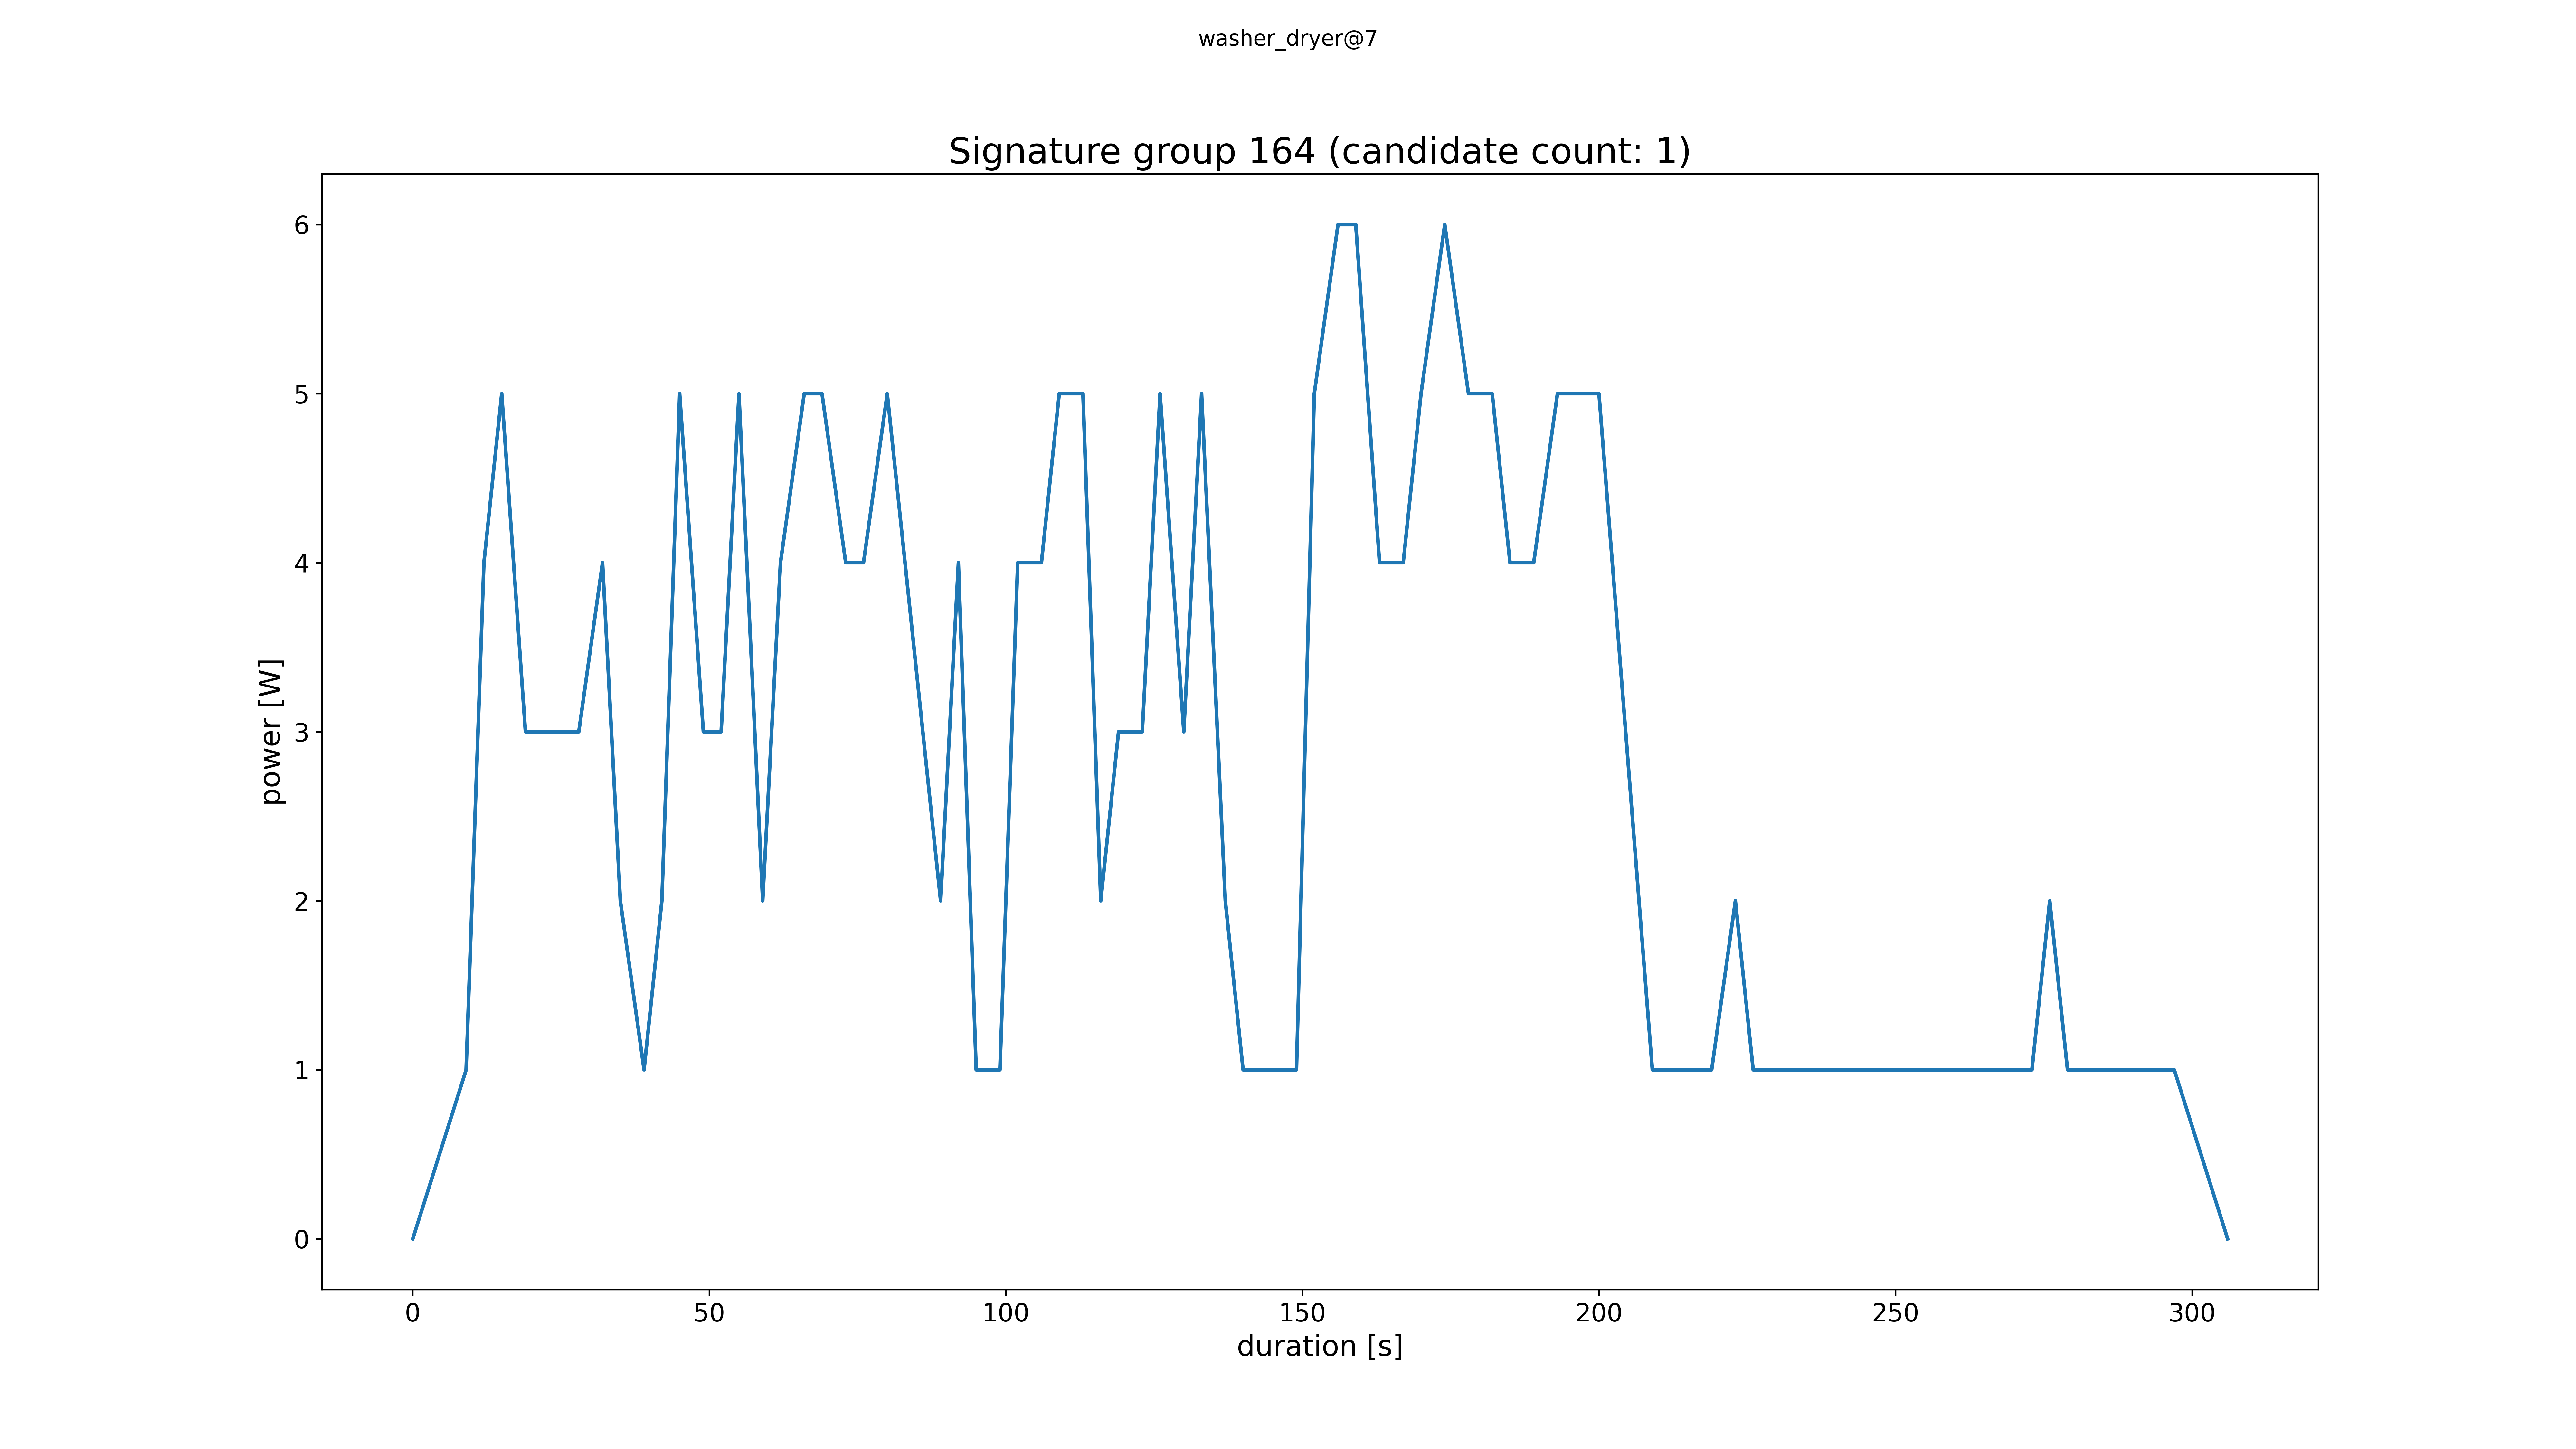 washer_dryer@7
Signature group 164 (candidate count: 1)
6
5
4
3
2
1
0
power [W]
0 50 100 150 200 250 300
duration [s]